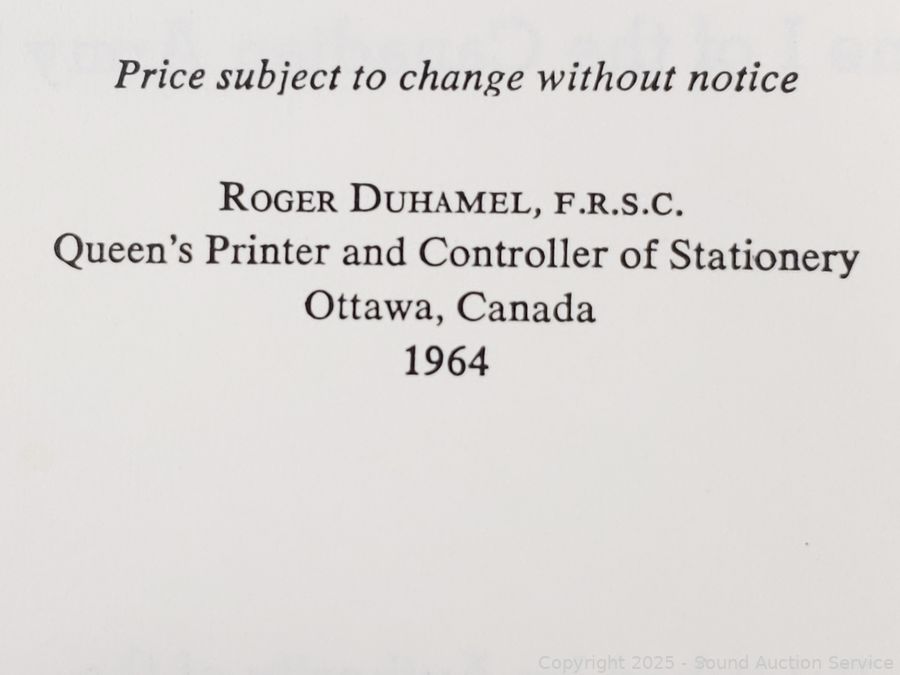 Price subject to change without notice
ROGER DUHAMEL, F.R.S.C.
Queen's Printer and Controller of Stationery
Ottawa, Canada
1964
Copyright 2025 - Sound Auction Service